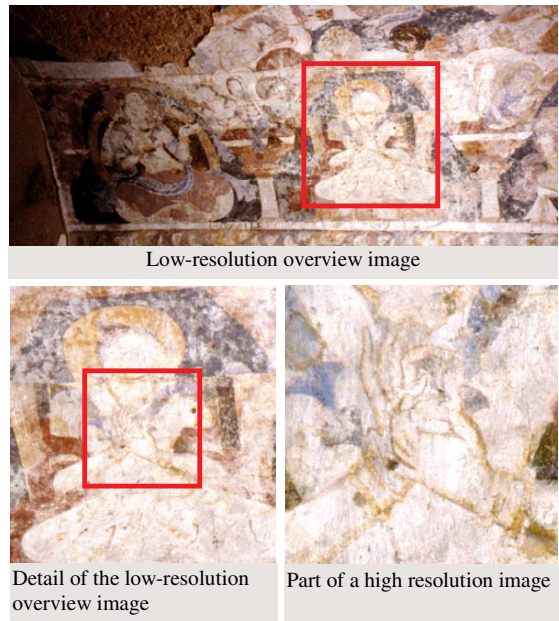 Low-resolution overview image
Detail of the low-resolution
overview image
Part of a high resolution image